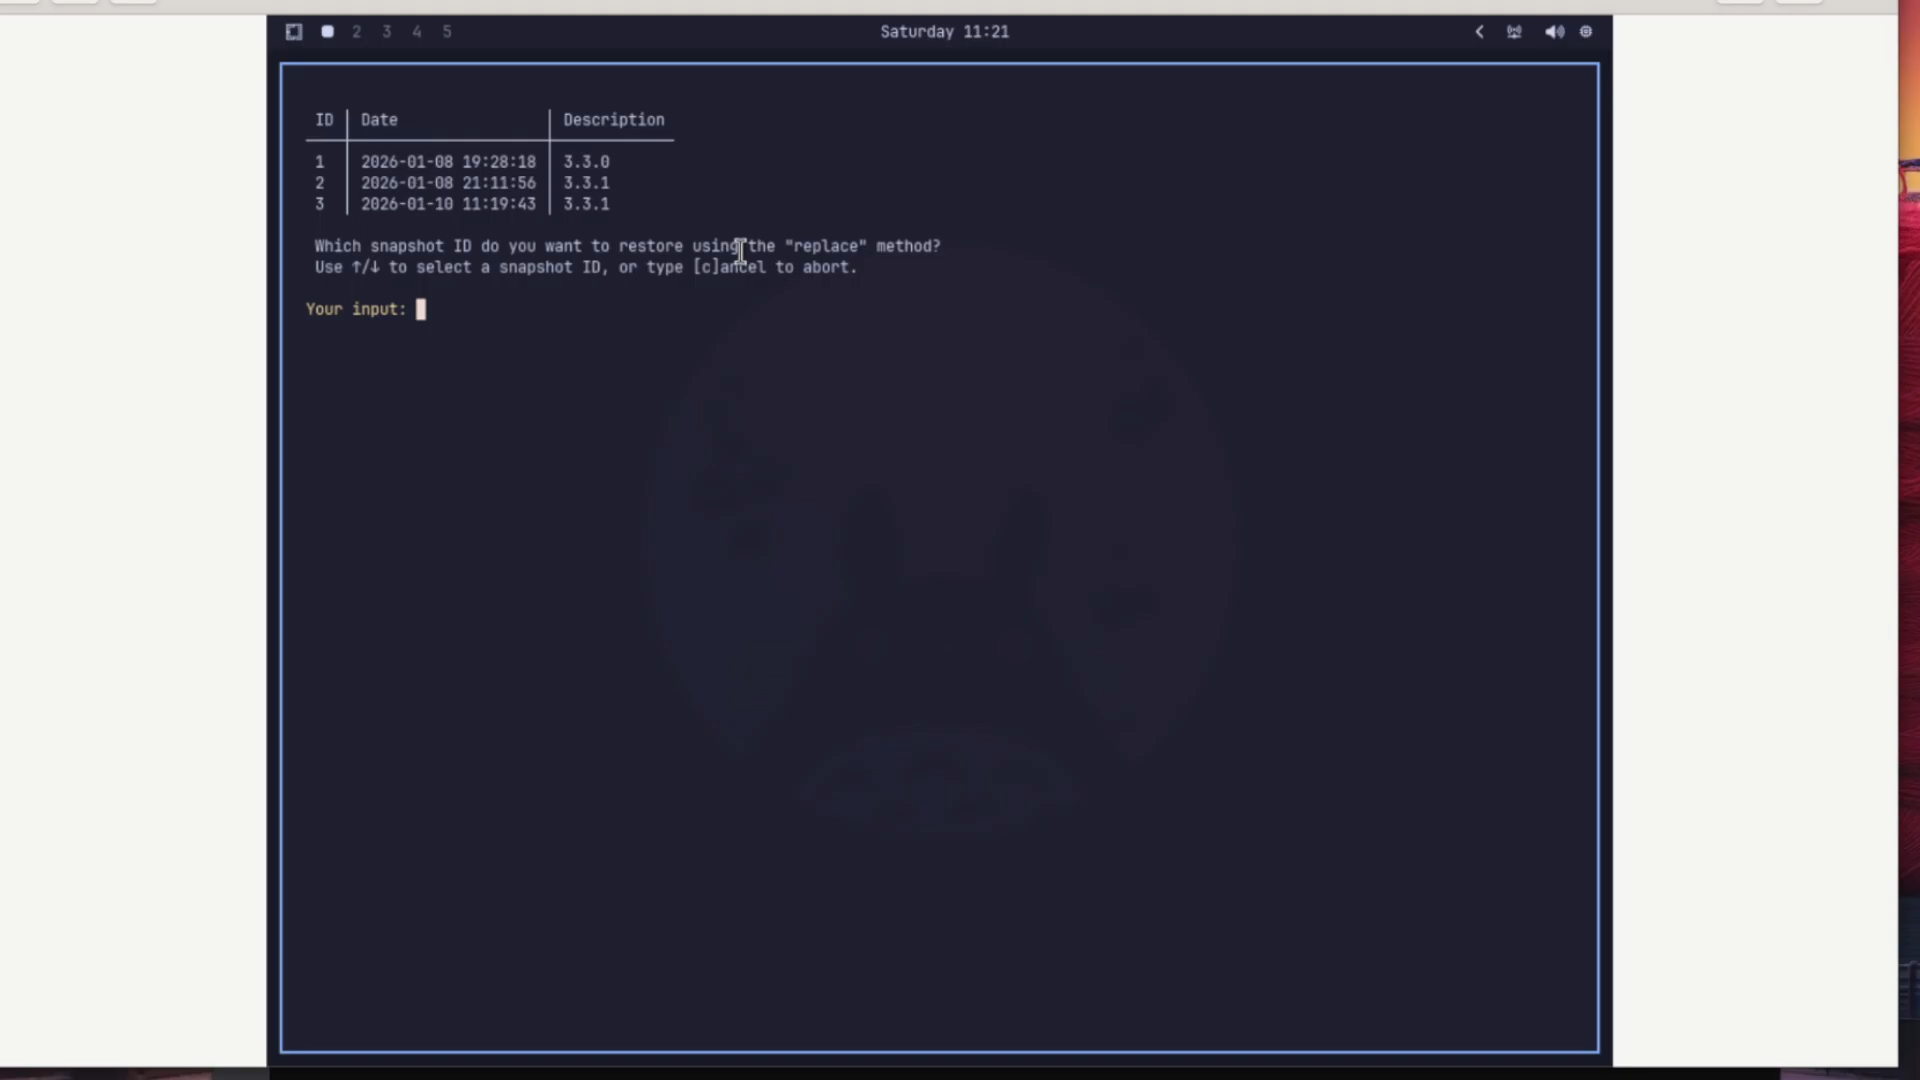 2 3 4 5 Saturday 11:21
ID Date Description
1 2026-01-08 19:28:18 3.3.0
2 2026-01-08 21:11:56 3.3.1
3 2026-01-10 11:19:43 3.3.1
Which snapshot ID do you want to restore using the "replace" method?
Use ↑/↓ to select a snapshot ID, or type [c]ancel to abort.
Your input: